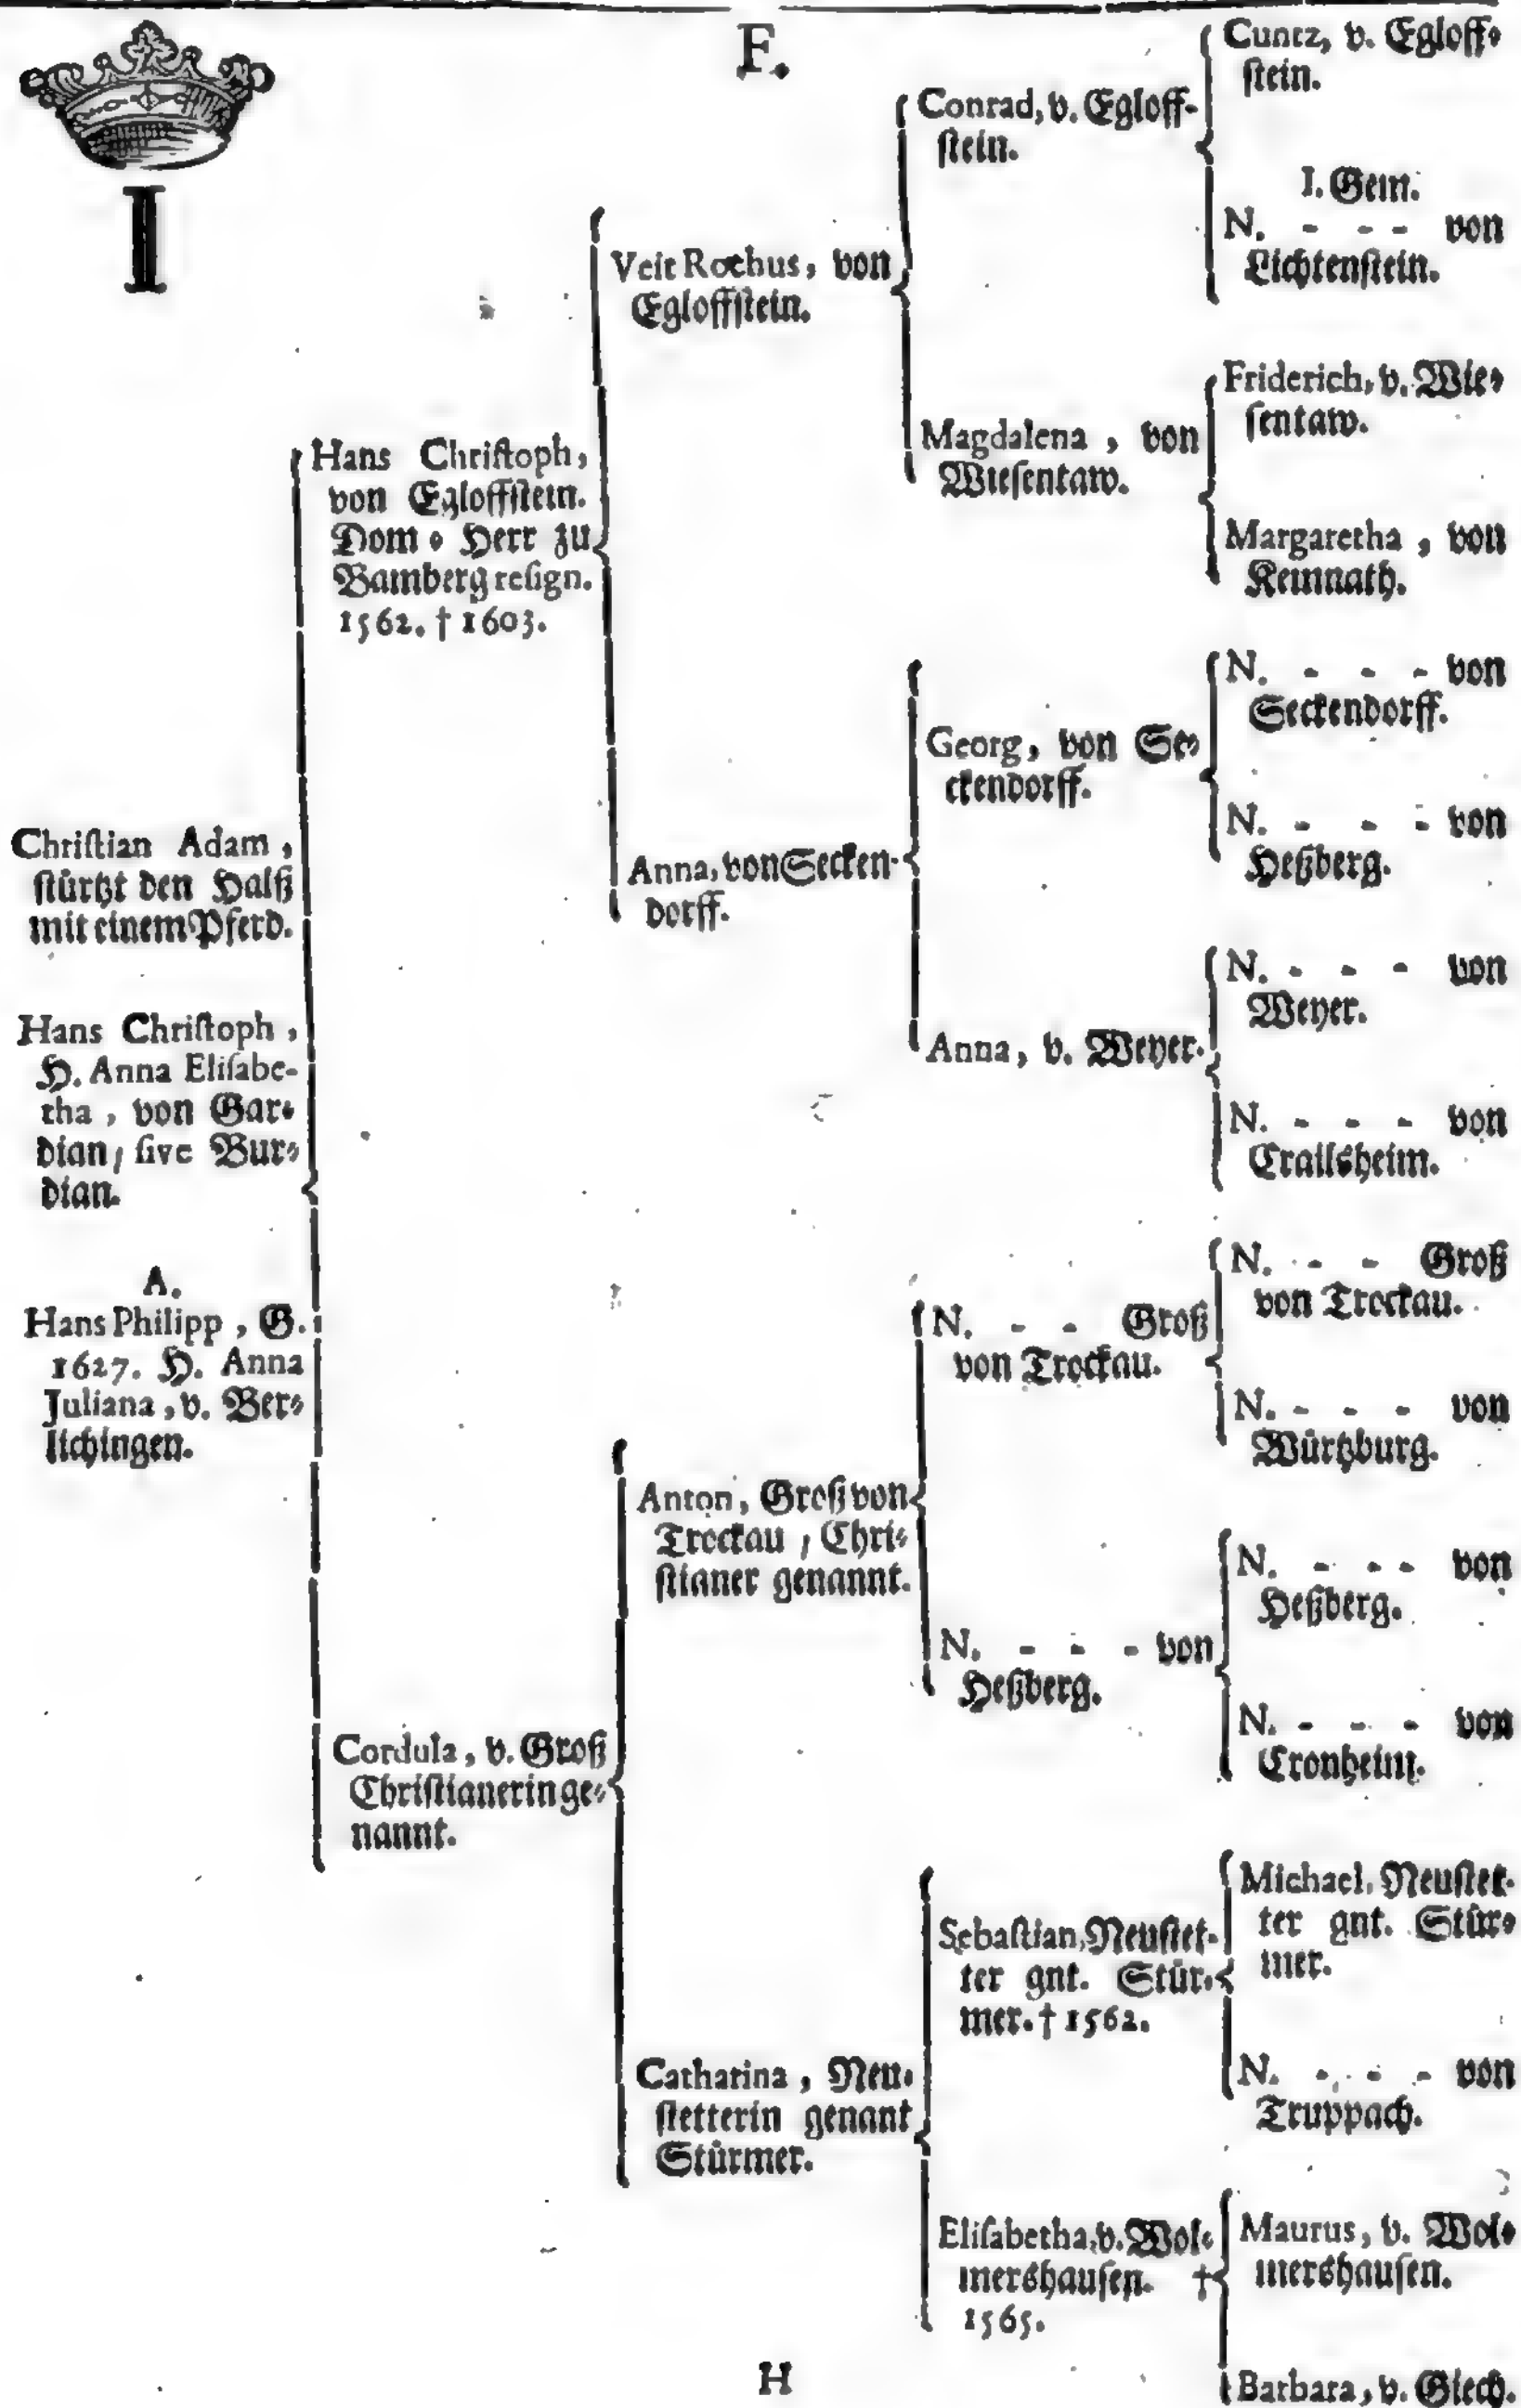 F.
I
Christian Adam,
stürtzt den Halß
mit einem Pferd.
Hans Christoph,
H. Anna Elisabe-
tha, von Gar-
dian, sive Bur-
dian.
A.
Hans Philipp, G.
1627. H. Anna
Juliana, v. Ber-
lichingen.
Hans Christoph,
von Egloffstein.
Dom-Herr zu
Bamberg resign.
1562. † 1603.
Cordula, v. Groß
Christianerin ge-
nannt.
Veit Rochus, von
Egloffstein.
Anna, von Secken-
dorff.
Anton, Groß von
Trockau, Chri-
stianer genannt.
Catharina, Neu-
stetterin genant
Stürmer.
Conrad, v. Egloff-
stein.
Magdalena, von
Wiesentaw.
Georg, von Se-
ckendorff.
Anna, v. Weyer.
N. - - Groß
von Trockau.
N. - - - von
Heßberg.
Sebastian, Neustet-
ter gnt. Stür-
mer. † 1562.
Elisabetha, v. Wol-
mershausen. †
1565.
Cuntz, v. Egloff-
stein.
I. Gem.
N. - - - von
Lichtenstein.
Friderich, v. Wie-
sentaw.
Margaretha, von
Kemnath.
N. - - - von
Seckendorff.
N. - - - von
Heßberg.
N. - - - von
Weyer.
N. - - - von
Crailsheim.
N. - - Groß
von Trockau.
N. - - - von
Würtzburg.
N. - - - von
Heßberg.
N. - - - von
Cronheim.
Michael, Neustet-
ter gnt. Stür-
mer.
N. - - - von
Truppach.
Maurus, v. Wol-
mershausen.
Barbara, v. Giech.
H